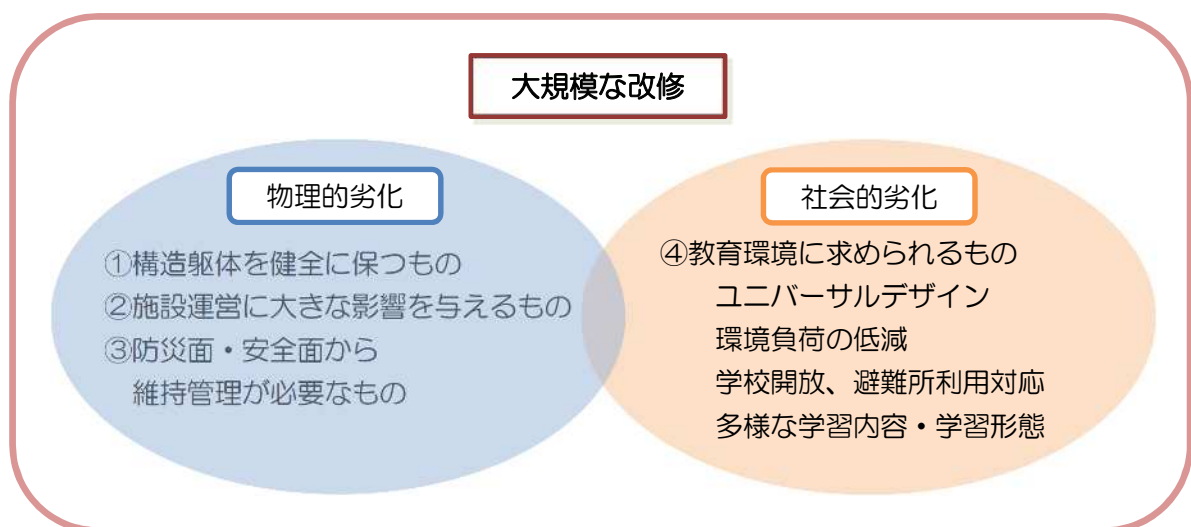 大規模な改修
物理的劣化
①構造躯体を健全に保つもの
②施設運営に大きな影響を与えるもの
③防災面・安全面から
維持管理が必要なもの
社会的劣化
④教育環境に求められるもの
ユニバーサルデザイン
環境負荷の低減
学校開放、避難所利用対応
多様な学習内容・学習形態